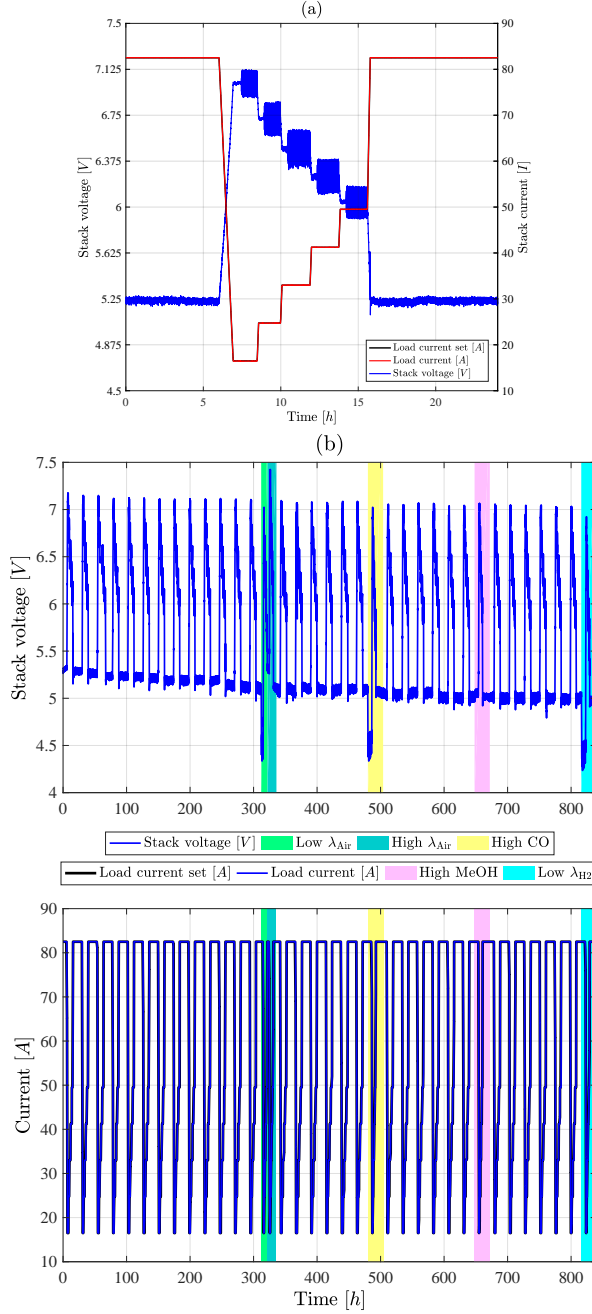 (a)
7.5
7.125
6.75
6.375
6
5.625
5.25
4.875
4.5
Stack voltage [V]
90
80
70
60
50
40
30
20
10
Stack current [I]
Load current set [A]
Load current [A]
Stack voltage [V]
0 5 10 15 20
Time [h]
(b)
7.5
7
6.5
6
5.5
5
4.5
4
Stack voltage [V]
0 100 200 300 400 500 600 700 800
Stack voltage [V] Low λAir High λAir High CO
Load current set [A] Load current [A] High MeOH Low λH2
90
80
70
60
50
40
30
20
10
Current [A]
0 100 200 300 400 500 600 700 800
Time [h]